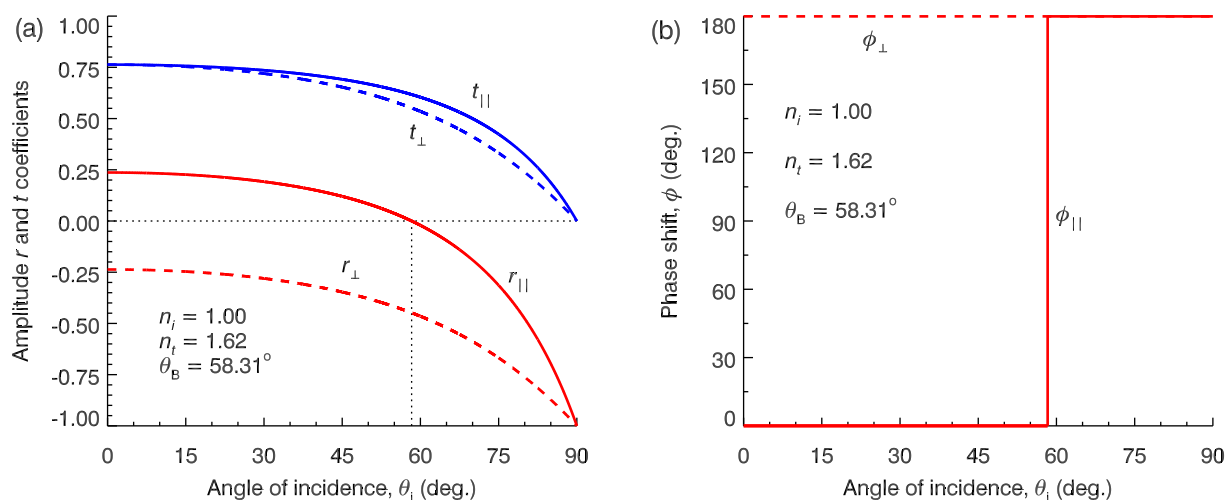 (a)
1.00
0.75
0.50
0.25
0.00
-0.25
-0.50
-0.75
-1.00
Amplitude r and t coefficients
t||
t⊥
r⊥
r||
nᵢ = 1.00
nₜ = 1.62
θ_B = 58.31°
0 15 30 45 60 75 90
Angle of incidence, θᵢ (deg.)
(b)
180
150
120
90
60
30
0
Phase shift, ϕ (deg.)
ϕ⊥
nᵢ = 1.00
nₜ = 1.62
θ_B = 58.31°
ϕ||
0 15 30 45 60 75 90
Angle of incidence, θᵢ (deg.)